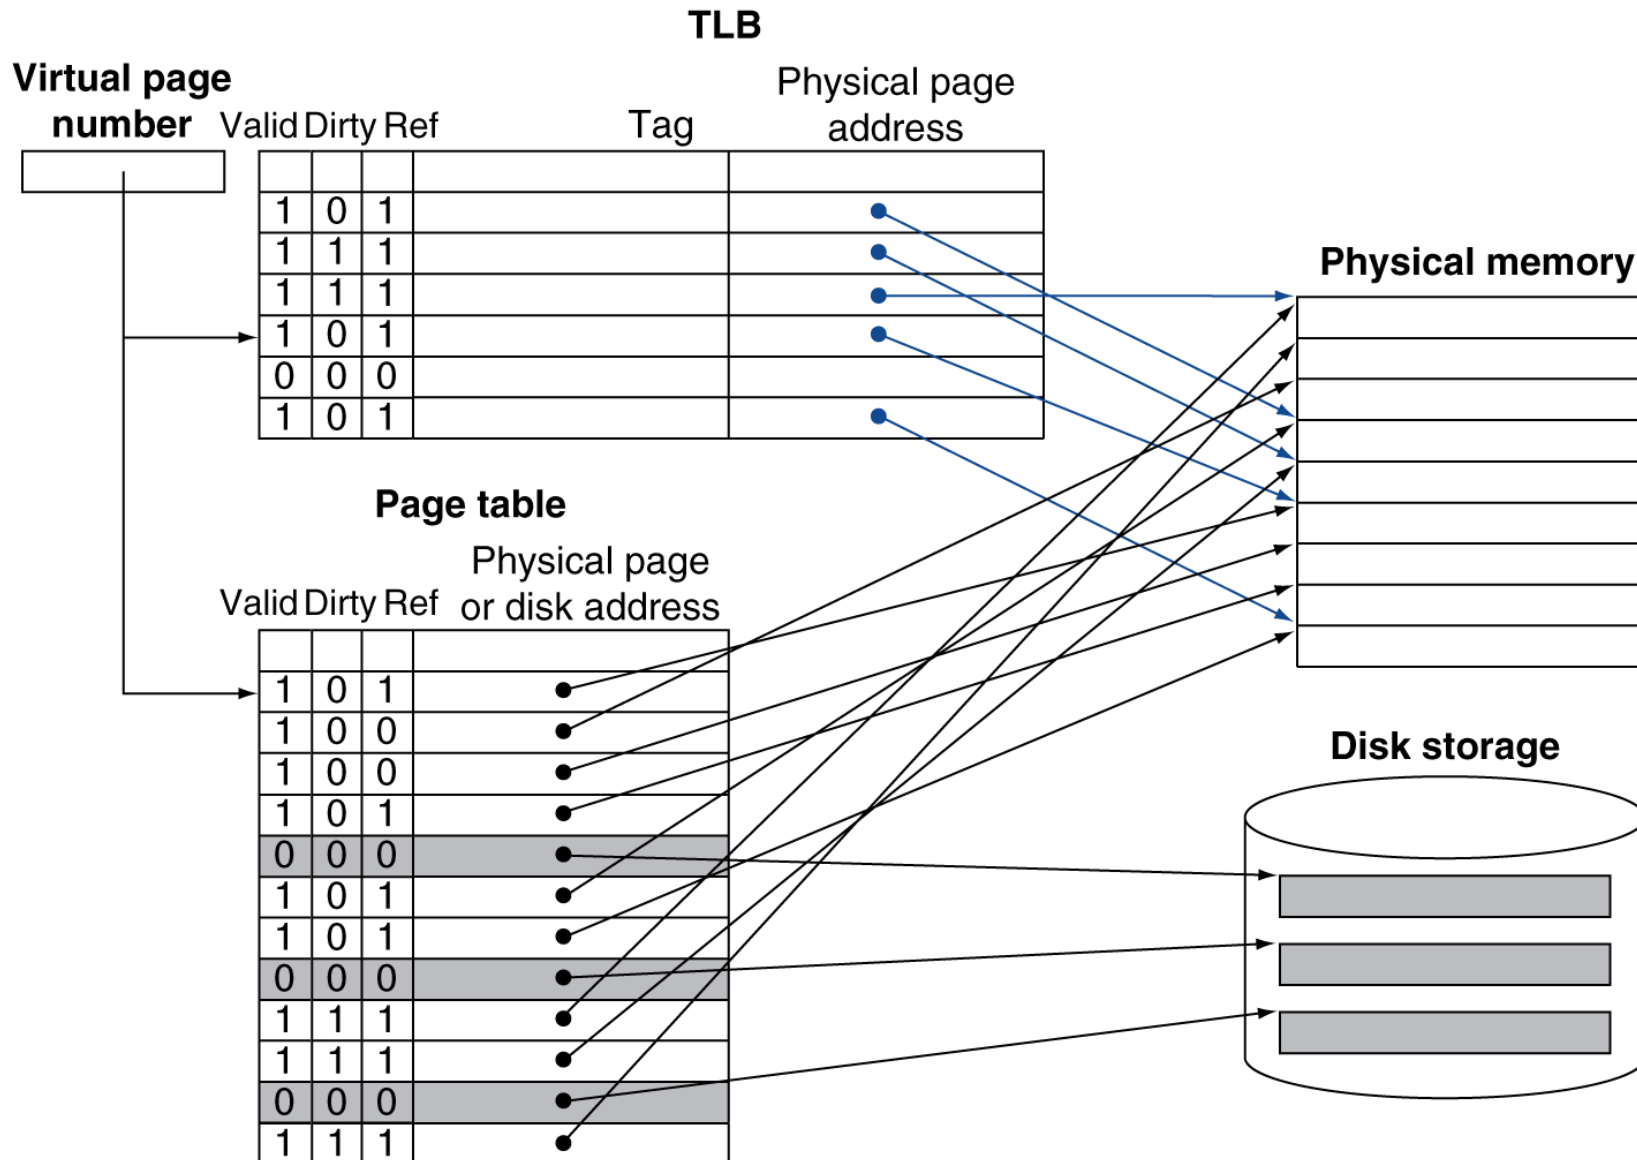 TLB
Virtual page
number
Physical page
address
Valid Dirty Ref
Tag
1 0 1
1 1 1
1 1 1
1 0 1
0 0 0
1 0 1
Physical memory
Page table
Physical page
or disk address
Valid Dirty Ref
1 0 1
1 0 0
1 0 0
1 0 1
0 0 0
1 0 1
1 0 1
0 0 0
1 1 1
1 1 1
0 0 0
1 1 1
Disk storage